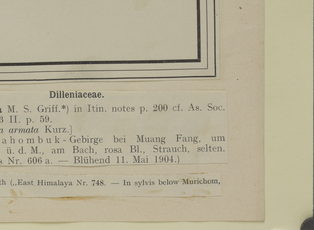 Dilleniaceae.
M. S. Griff.*) in Itin. notes p. 200 cf. As. Soc.
II. p. 59.
armata Kurz.]
ahombuk-Gebirge bei Muang Fang, um
ü. d. M., am Bach, rosa Bl., Strauch, selten.
Nr. 606 a. — Blühend 11. Mai 1904.)
(„East Himalaya Nr. 748. — In sylvis below Murichom,